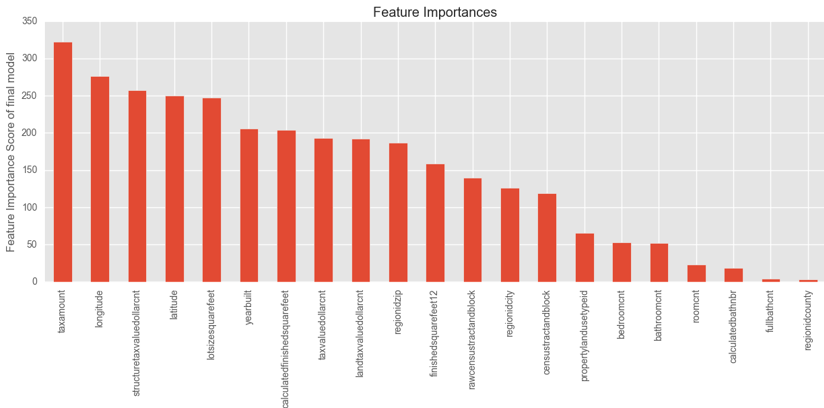 Feature Importances
Feature Importance Score of final model
350
300
250
200
150
100
50
0
taxamount
longitude
structuretaxvaluedollarcnt
latitude
lotsizesquarefeet
yearbuilt
calculatedfinishedsquarefeet
taxvaluedollarcnt
landtaxvaluedollarcnt
regionidzip
finishedsquarefeet12
rawcensustractandblock
regionidcity
censustractandblock
propertylandusetypeid
bedroomcnt
bathroomcnt
roomcnt
calculatedbathnbr
fullbathcnt
regionidcounty